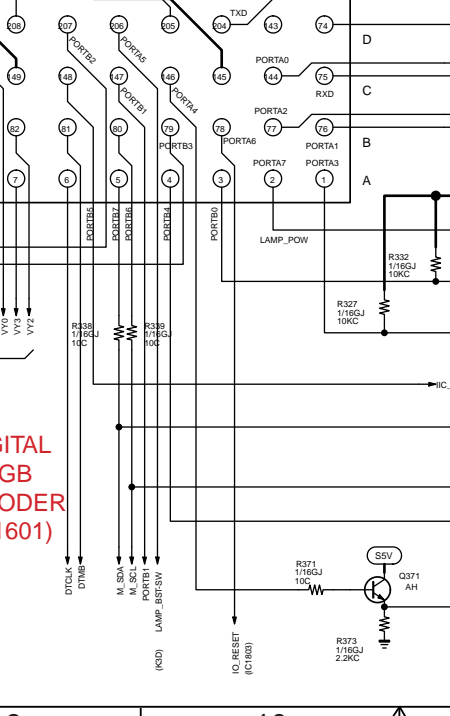 208
207
206
205
204
TXD
143
74
D
PORTB2
PORTA5
PORTA0
149
148
147
146
145
144
75
C
PORTB1
PORTA4
RXD
PORTA2
82
81
80
79
78
77
76
B
PORTB3
PORTA6
PORTA1
PORTA7
PORTA3
7
6
5
4
3
2
1
A
PORTB5
PORTB7
PORTB6
PORTB4
PORTB0
LAMP_POW
R332
1/16GJ
10KC
R327
1/16GJ
10KC
VY0
VY3
VY2
R338
1/16GJ
10C
R339
1/16GJ
10C
IIC_
GITAL
GB
ODER
1601)
S5V
R371
1/16GJ
10C
Q371
AH
DTCLK
DTMB
M_SDA
M_SCL
PORTB1
LAMP_BST-SW
(K3D)
IO_RESET
(IC1803)
R373
1/16GJ
2.2KC